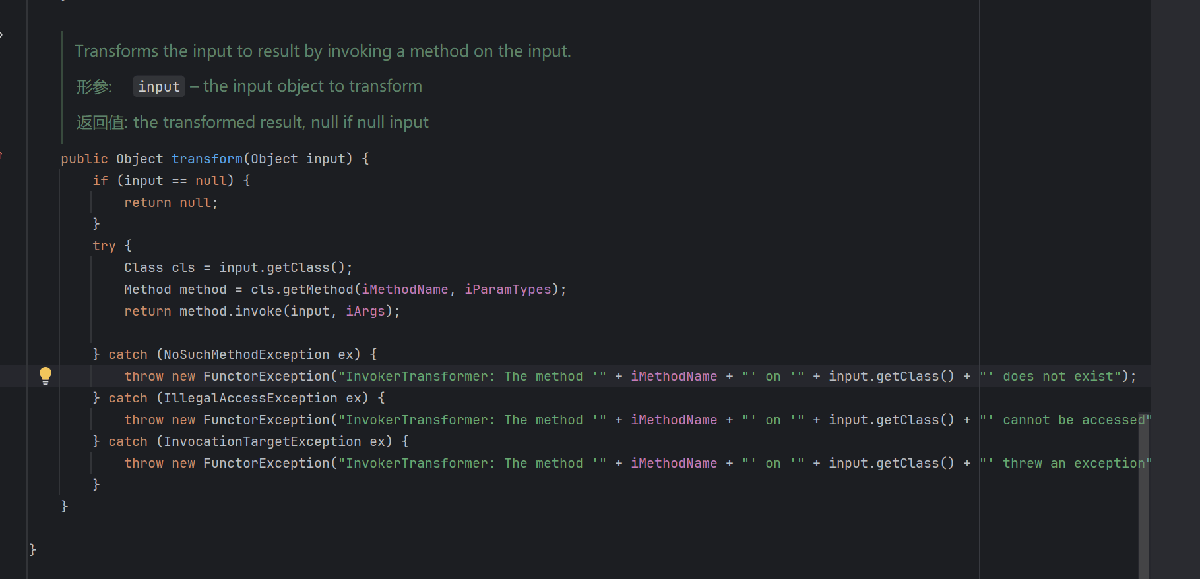 Transforms the input to result by invoking a method on the input.
形参: input – the input object to transform
返回值: the transformed result, null if null input
public Object transform(Object input) {
if (input == null) {
return null;
}
try {
Class cls = input.getClass();
Method method = cls.getMethod(iMethodName, iParamTypes);
return method.invoke(input, iArgs);
} catch (NoSuchMethodException ex) {
throw new FunctorException("InvokerTransformer: The method '" + iMethodName + "' on '" + input.getClass() + "' does not exist");
} catch (IllegalAccessException ex) {
throw new FunctorException("InvokerTransformer: The method '" + iMethodName + "' on '" + input.getClass() + "' cannot be accessed"
} catch (InvocationTargetException ex) {
throw new FunctorException("InvokerTransformer: The method '" + iMethodName + "' on '" + input.getClass() + "' threw an exception"
}
}
}